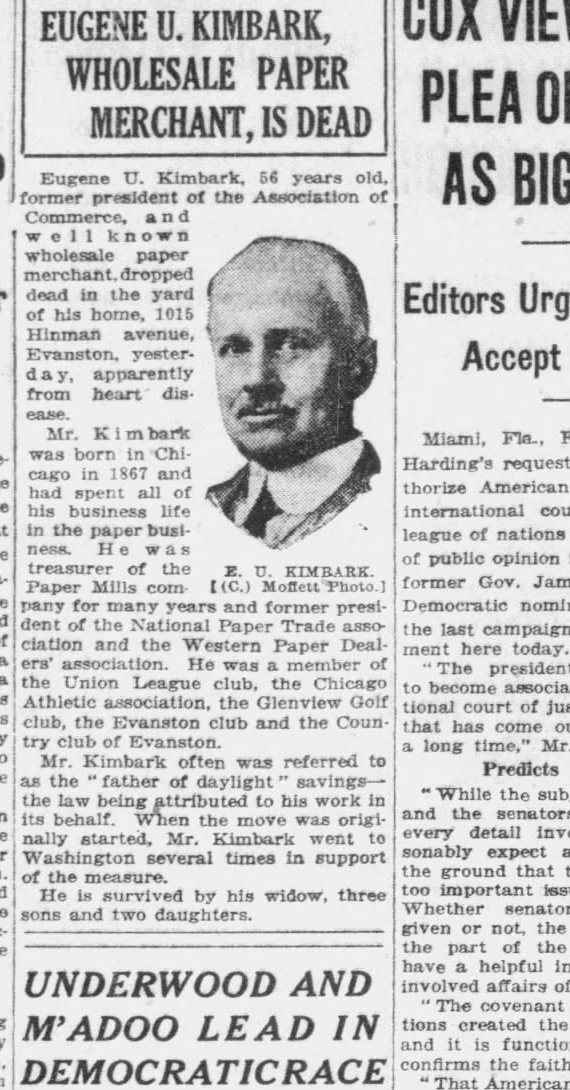 EUGENE U. KIMBARK,
WHOLESALE PAPER
MERCHANT, IS DEAD
Eugene U. Kimbark, 56 years old,
former president of the Association of
Commerce, and
well known
wholesale paper
merchant, dropped
dead in the yard
of his home, 1015
Hinman avenue,
Evanston, yester-
day, apparently
from heart dis-
ease.
Mr. Kimbark
was born in Chi-
cago in 1867 and
had spent all of
his business life
in the paper busi-
ness. He was
treasurer of the
Paper Mills com-
E. U. KIMBARK.
[(C.) Moffett Photo.]
pany for many years and former presi-
dent of the National Paper Trade asso-
ciation and the Western Paper Deal-
ers' association. He was a member of
the Union League club, the Chicago
Athletic association, the Glenview Golf
club, the Evanston club and the Coun-
try club of Evanston.
Mr. Kimbark often was referred to
as the "father of daylight" savings—
the law being attributed to his work in
its behalf. When the move was origi-
nally started, Mr. Kimbark went to
Washington several times in support
of the measure.
He is survived by his widow, three
sons and two daughters.
UNDERWOOD AND
M'ADOO LEAD IN
DEMOCRATIC RACE
COX VIEW
PLEA O
AS BIG
Editors Urg
Accept
Miami, Fla., F
Harding's request
thorize American
international cou
league of nations
of public opinion
former Gov. Jam
Democratic nomin
the last campaign
ment here today.
"The president
to become associa
tional court of jus
that has come ou
a long time," Mr.
Predicts
"While the sub
and the senators
every detail inv
sonably expect a
the ground that t
too important issu
Whether senator
given or not, the
the part of the
have a helpful in
involved affairs of
"The covenant
tions created the
and it is functio
confirms the faith
"That American